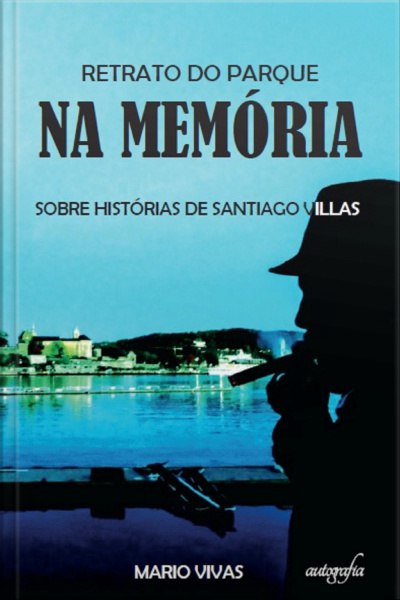 RETRATO DO PARQUE
NA MEMÓRIA
SOBRE HISTÓRIAS DE SANTIAGO VILLAS
MARIO VIVAS
autografia